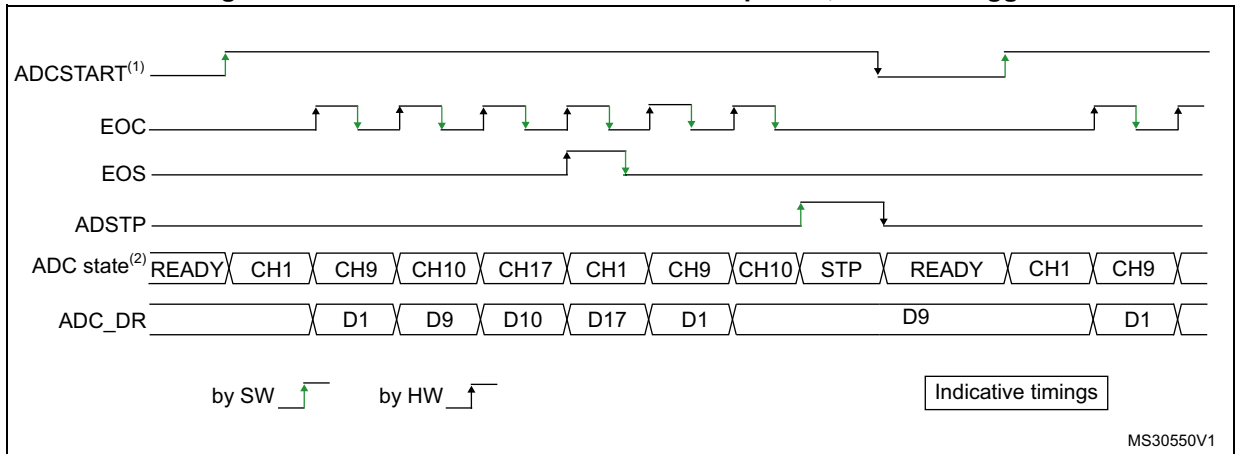 ADCSTART(1)
EOC
EOS
ADSTP
ADC state(2) READY CH1 CH9 CH10 CH17 CH1 CH9 CH10 STP READY CH1 CH9
ADC_DR D1 D9 D10 D17 D1 D9 D1
by SW by HW Indicative timings
MS30550V1